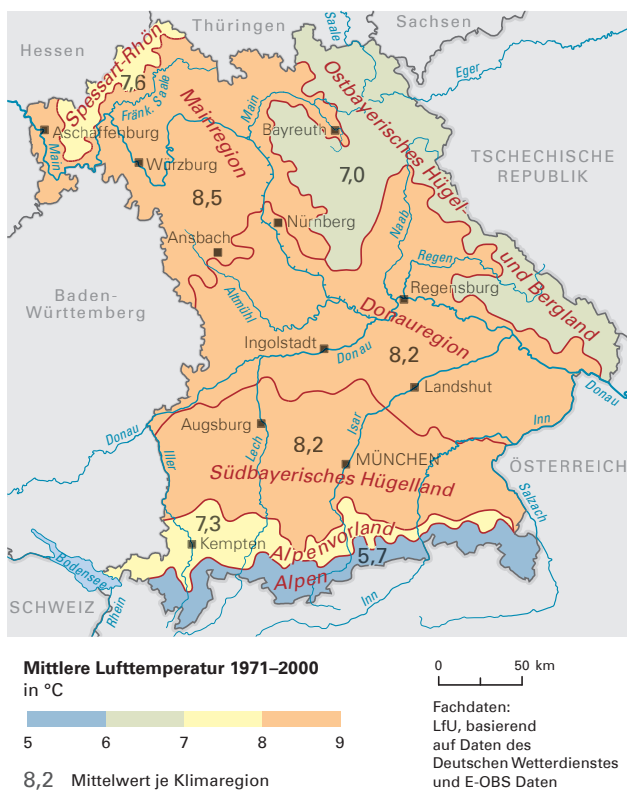 Thüringen
Sachsen
Hessen
Saale
Eger
Spessart-Rhön
7,6
Fränk. Saale
Mainregion
Main
Ostbayerisches Hügel-
und Bergland
Aschaffenburg
Bayreuth
Main
Würzburg
7,0
TSCHECHISCHE
REPUBLIK
8,5
Nürnberg
Naab
Ansbach
Regen
Baden-
Württemberg
Altmühl
Regensburg
Donauregion
Ingolstadt
Donau
8,2
Landshut
Donau
Augsburg
Isar
Inn
Donau
Lech
8,2
Iller
MÜNCHEN
ÖSTERREICH
Südbayerisches Hügelland
Salzach
7,3
Kempten
Alpenvorland
5,7
Bodensee
Alpen
SCHWEIZ
Rhein
Inn
Mittlere Lufttemperatur 1971–2000
in °C
5 6 7 8 9
8,2 Mittelwert je Klimaregion
0 50 km
Fachdaten:
LfU, basierend
auf Daten des
Deutschen Wetterdienstes
und E-OBS Daten